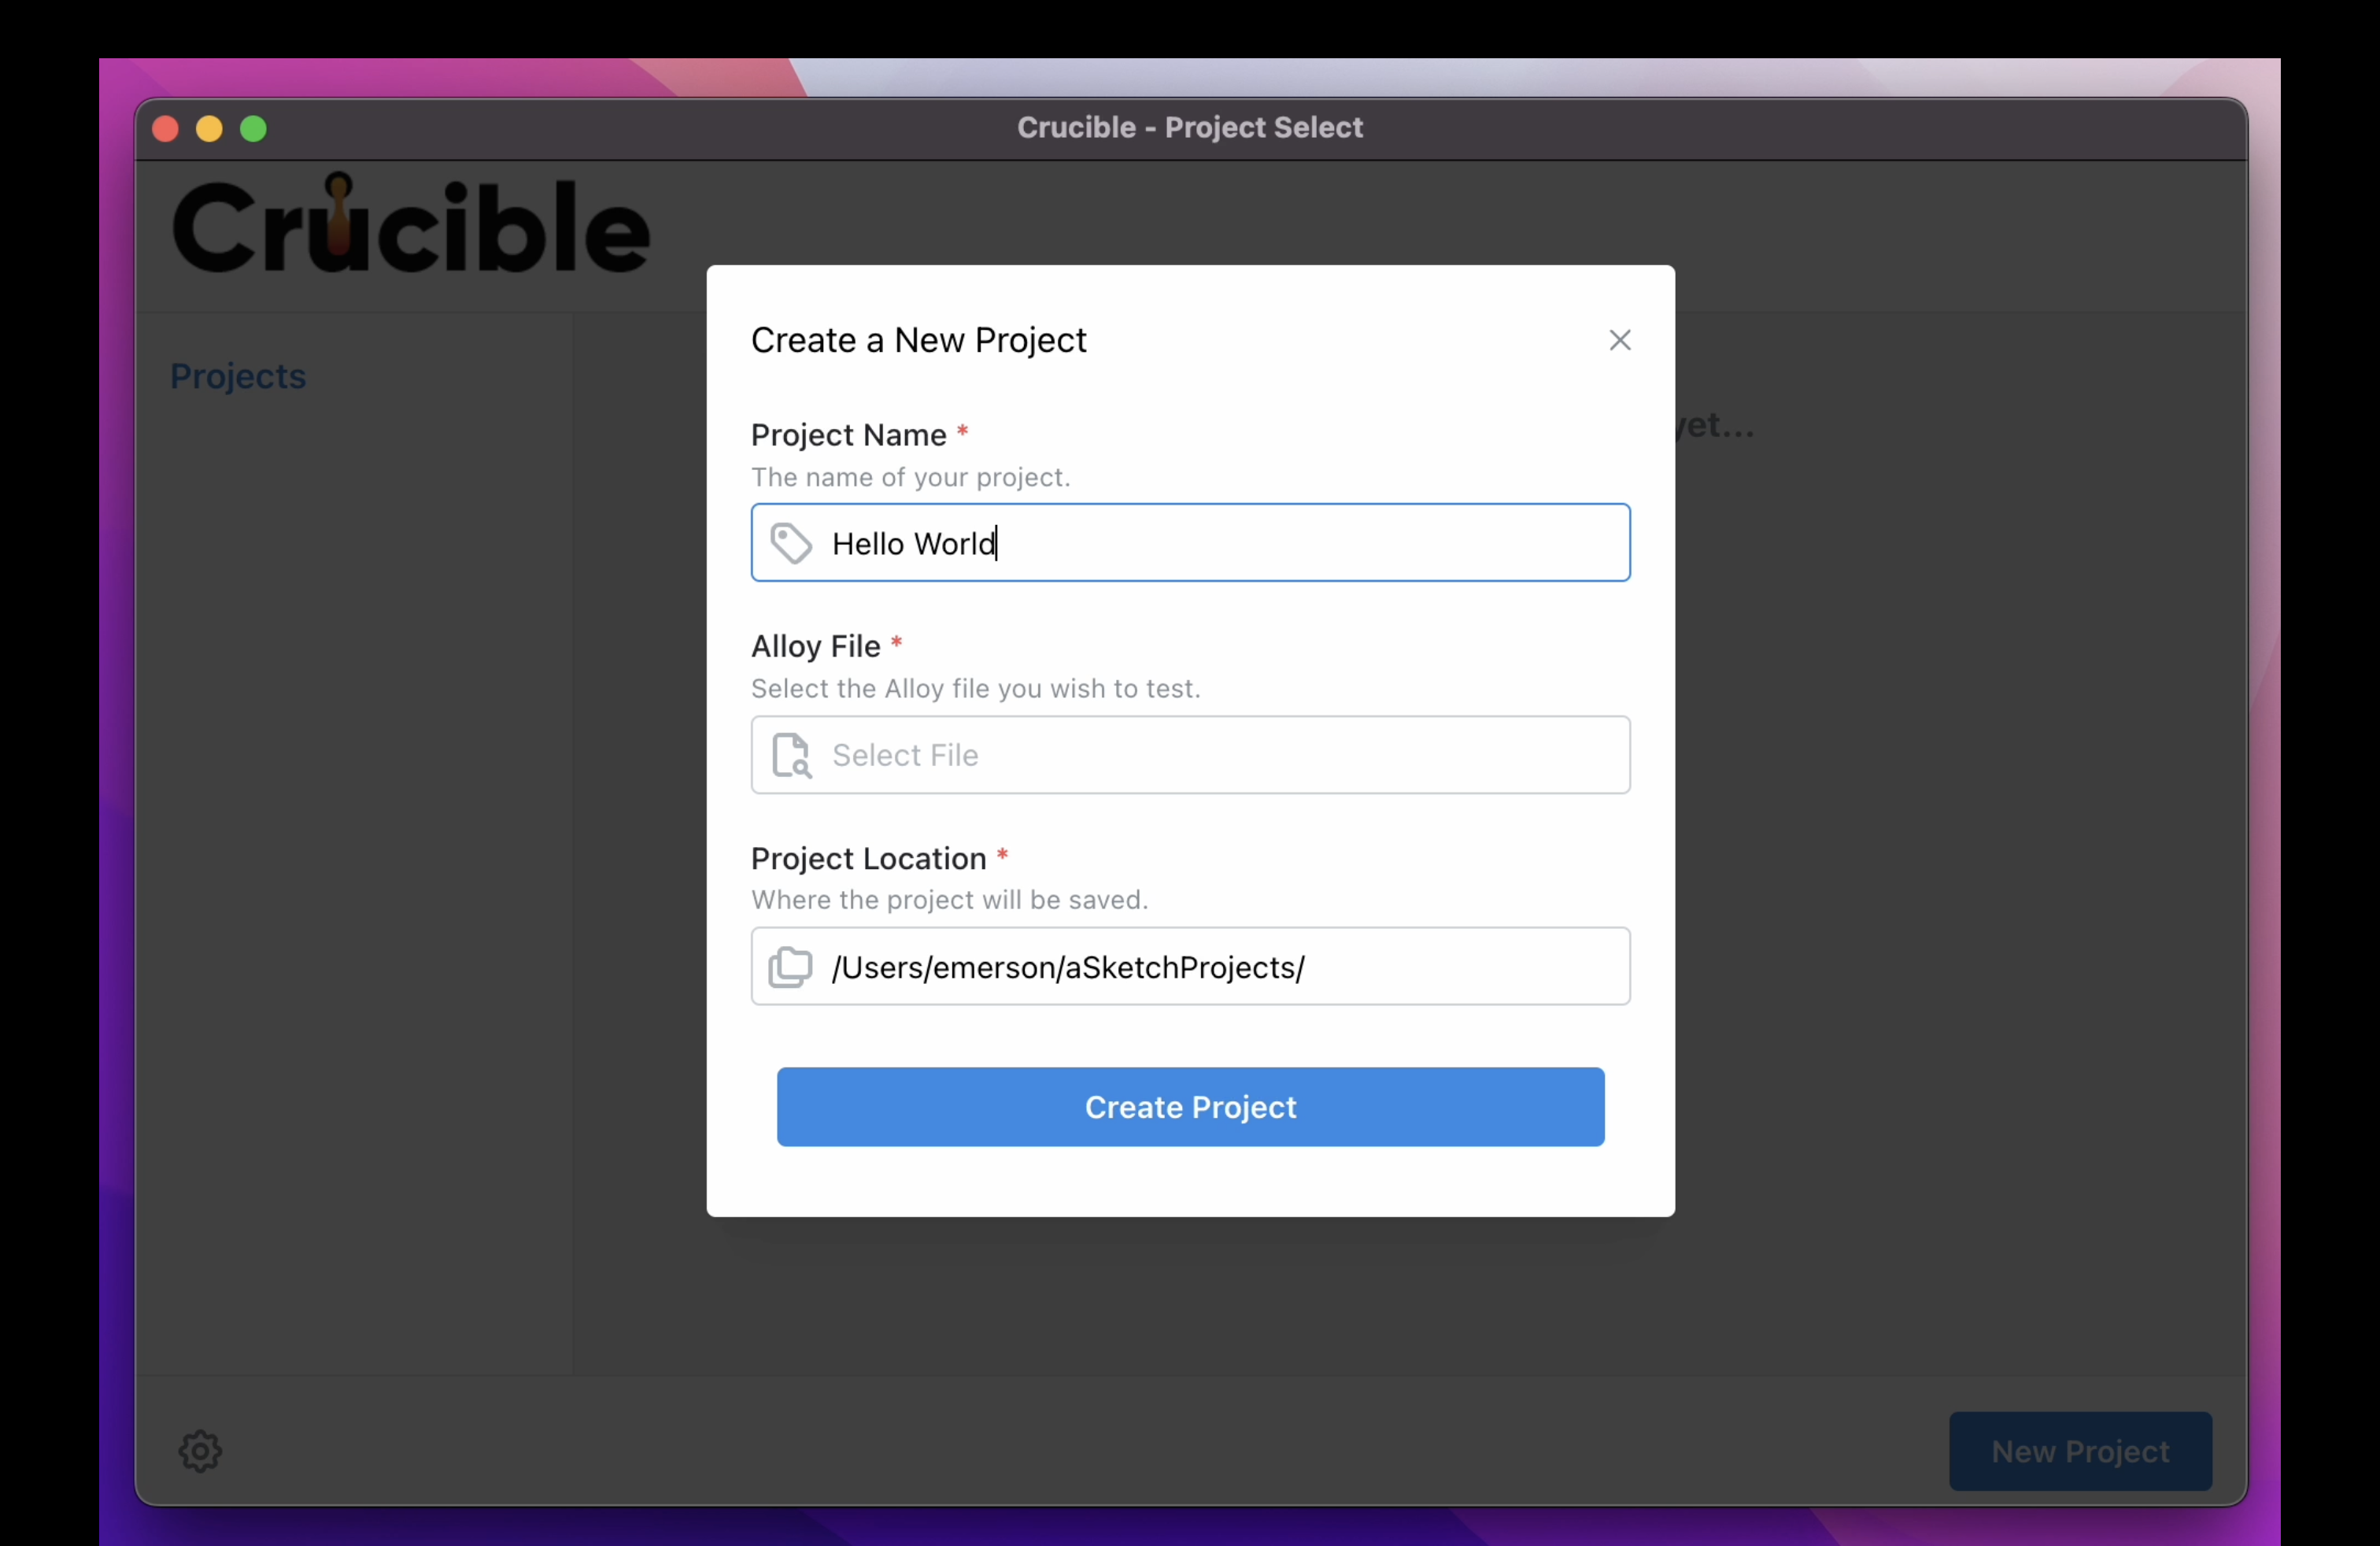 Crucible - Project Select
Crucible
Projects
yet...
Create a New Project
Project Name *
The name of your project.
Hello World
Alloy File *
Select the Alloy file you wish to test.
Select File
Project Location *
Where the project will be saved.
/Users/emerson/aSketchProjects/
Create Project
New Project